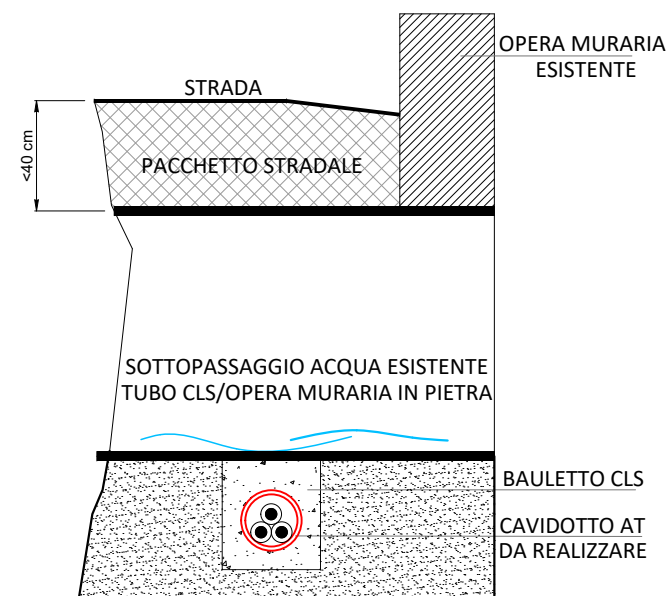 OPERA MURARIA
ESISTENTE
STRADA
<40 cm
PACCHETTO STRADALE
SOTTOPASSAGGIO ACQUA ESISTENTE
TUBO CLS/OPERA MURARIA IN PIETRA
BAULETTO CLS
CAVIDOTTO AT
DA REALIZZARE